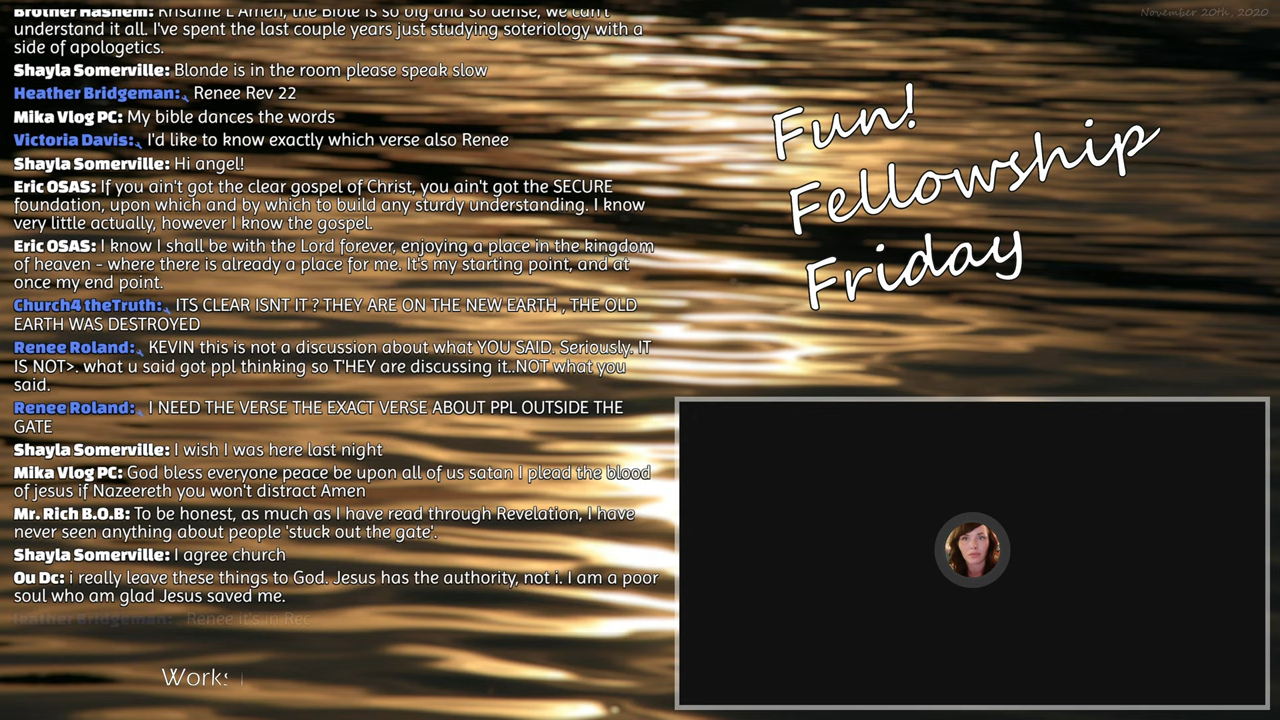 November 20th, 2020
Brother Hashem: Krisanie L Amen, the Bible is so big and so dense, we can't
understand it all. I've spent the last couple years just studying soteriology with a
side of apologetics.
Shayla Somerville: Blonde is in the room please speak slow
Heather Bridgeman: Renee Rev 22
Mika Vlog PC: My bible dances the words
Victoria Davis: I'd like to know exactly which verse also Renee
Shayla Somerville: Hi angel!
Eric OSAS: If you ain't got the clear gospel of Christ, you ain't got the SECURE
foundation, upon which and by which to build any sturdy understanding. I know
very little actually, however I know the gospel.
Eric OSAS: I know I shall be with the Lord forever, enjoying a place in the kingdom
of heaven - where there is already a place for me. It's my starting point, and at
once my end point.
Church4 theTruth: ITS CLEAR ISNT IT ? THEY ARE ON THE NEW EARTH , THE OLD
EARTH WAS DESTROYED
Renee Roland: KEVIN this is not a discussion about what YOU SAID. Seriously. IT
IS NOT>. what u said got ppl thinking so T'HEY are discussing it..NOT what you
said.
Renee Roland: I NEED THE VERSE THE EXACT VERSE ABOUT PPL OUTSIDE THE
GATE
Shayla Somerville: I wish I was here last night
Mika Vlog PC: God bless everyone peace be upon all of us satan I plead the blood
of jesus if Nazeereth you won't distract Amen
Mr. Rich B.O.B: To be honest, as much as I have read through Revelation, I have
never seen anything about people 'stuck out the gate'.
Shayla Somerville: I agree church
Ou Dc: i really leave these things to God. Jesus has the authority, not i. I am a poor
soul who am glad Jesus saved me.
Heather Bridgeman: Renee it's in
Works
Fun!
Fellowship
Friday